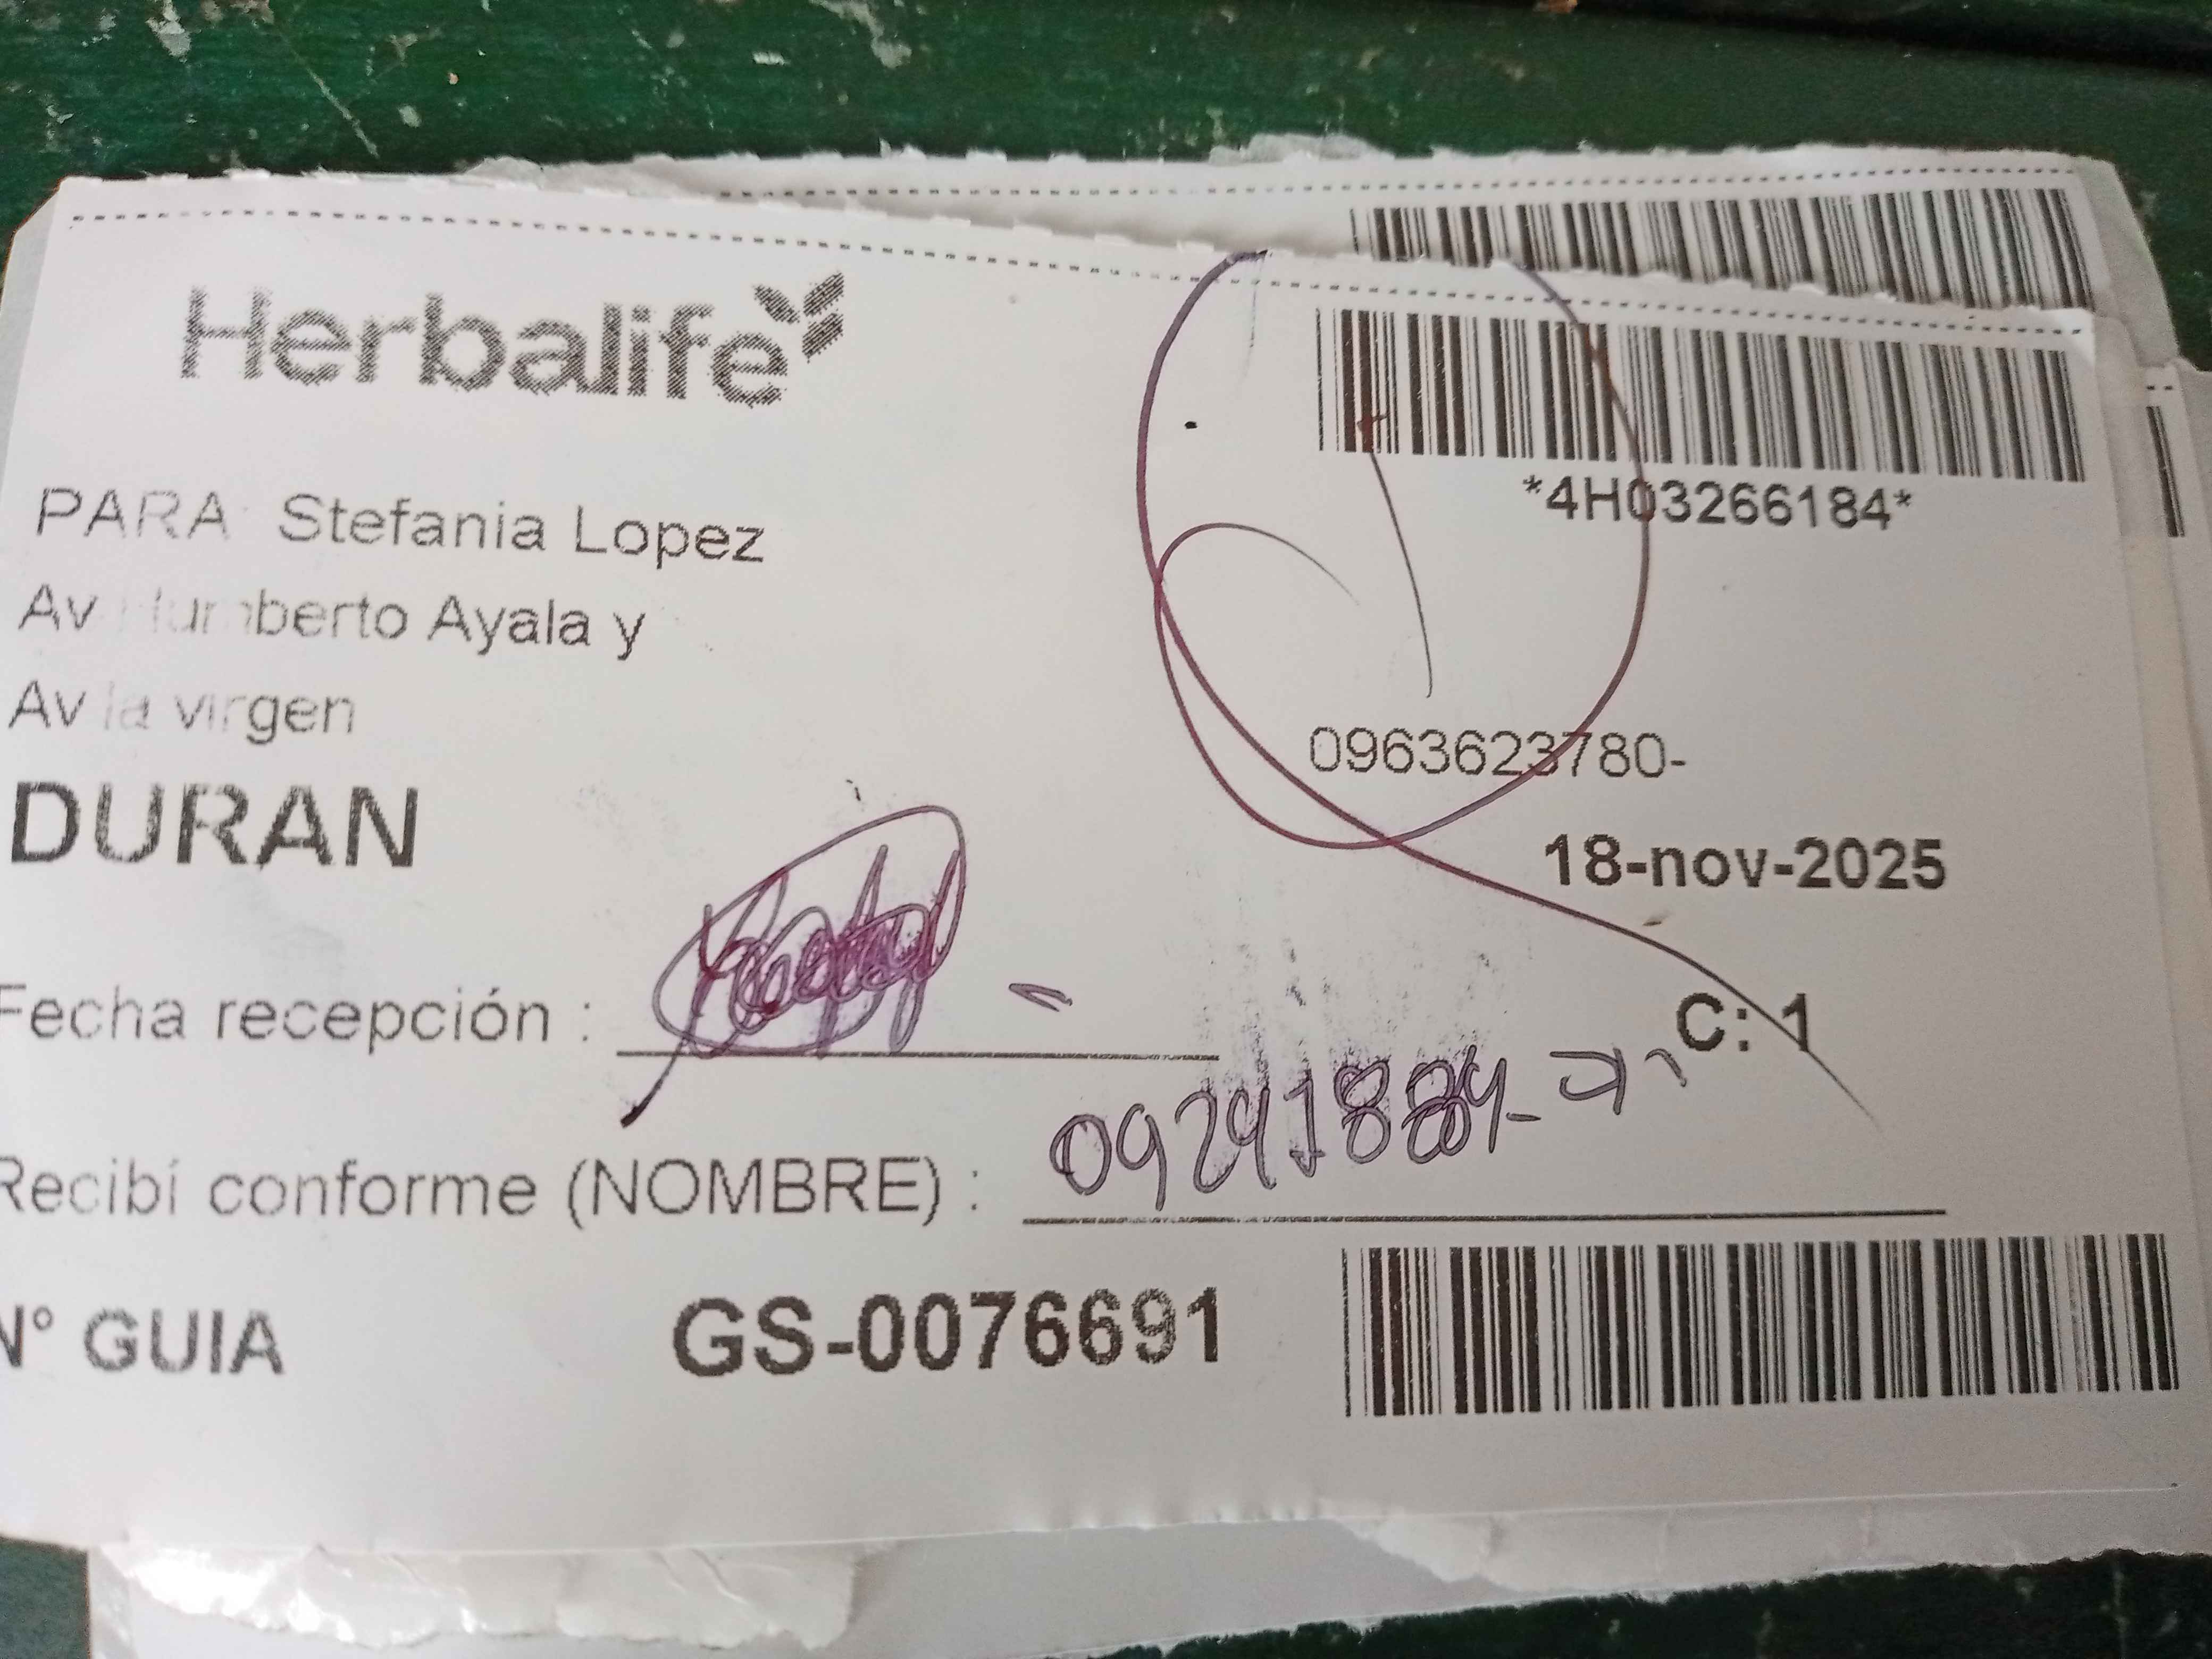 Herbalife
*4H03266184*
PARA: Stefania Lopez
Av Humberto Ayala y
Av la virgen
0963623780-
DURAN
18-nov-2025
Fecha recepción :
C: 1
Recibí conforme (NOMBRE) :
N° GUIA GS-0076691